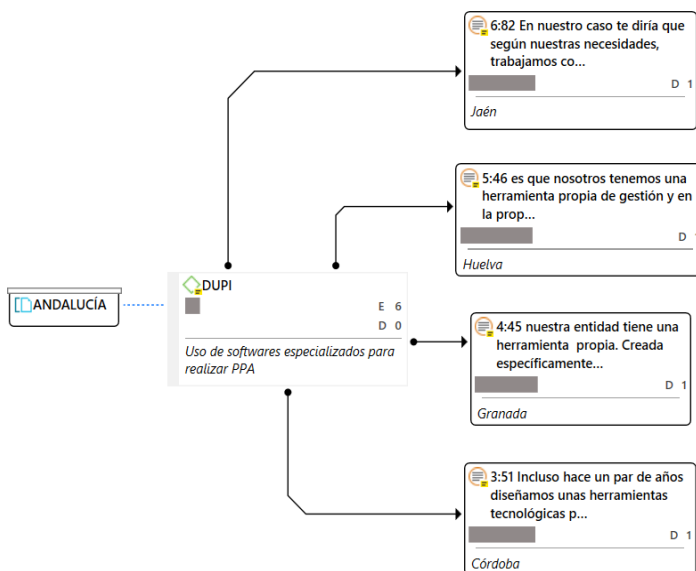 6:82 En nuestro caso te diría que
según nuestras necesidades,
trabajamos co...
D 1
Jaén
5:46 es que nosotros tenemos una
herramienta propia de gestión y en
la prop...
D 1
Huelva
ANDALUCÍA
DUPI
E 6
D 0
Uso de softwares especializados para
realizar PPA
4:45 nuestra entidad tiene una
herramienta propia. Creada
específicamente...
D 1
Granada
3:51 Incluso hace un par de años
diseñamos unas herramientas
tecnológicas p...
D 1
Córdoba